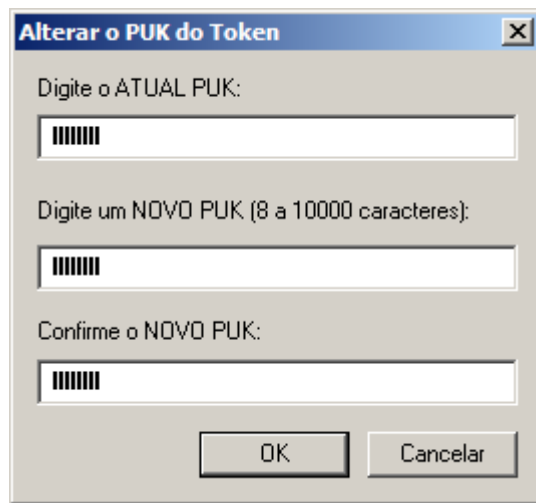 Alterar o PUK do Token
Digite o ATUAL PUK:
Digite um NOVO PUK (8 a 10000 caracteres):
Confirme o NOVO PUK:
OK Cancelar